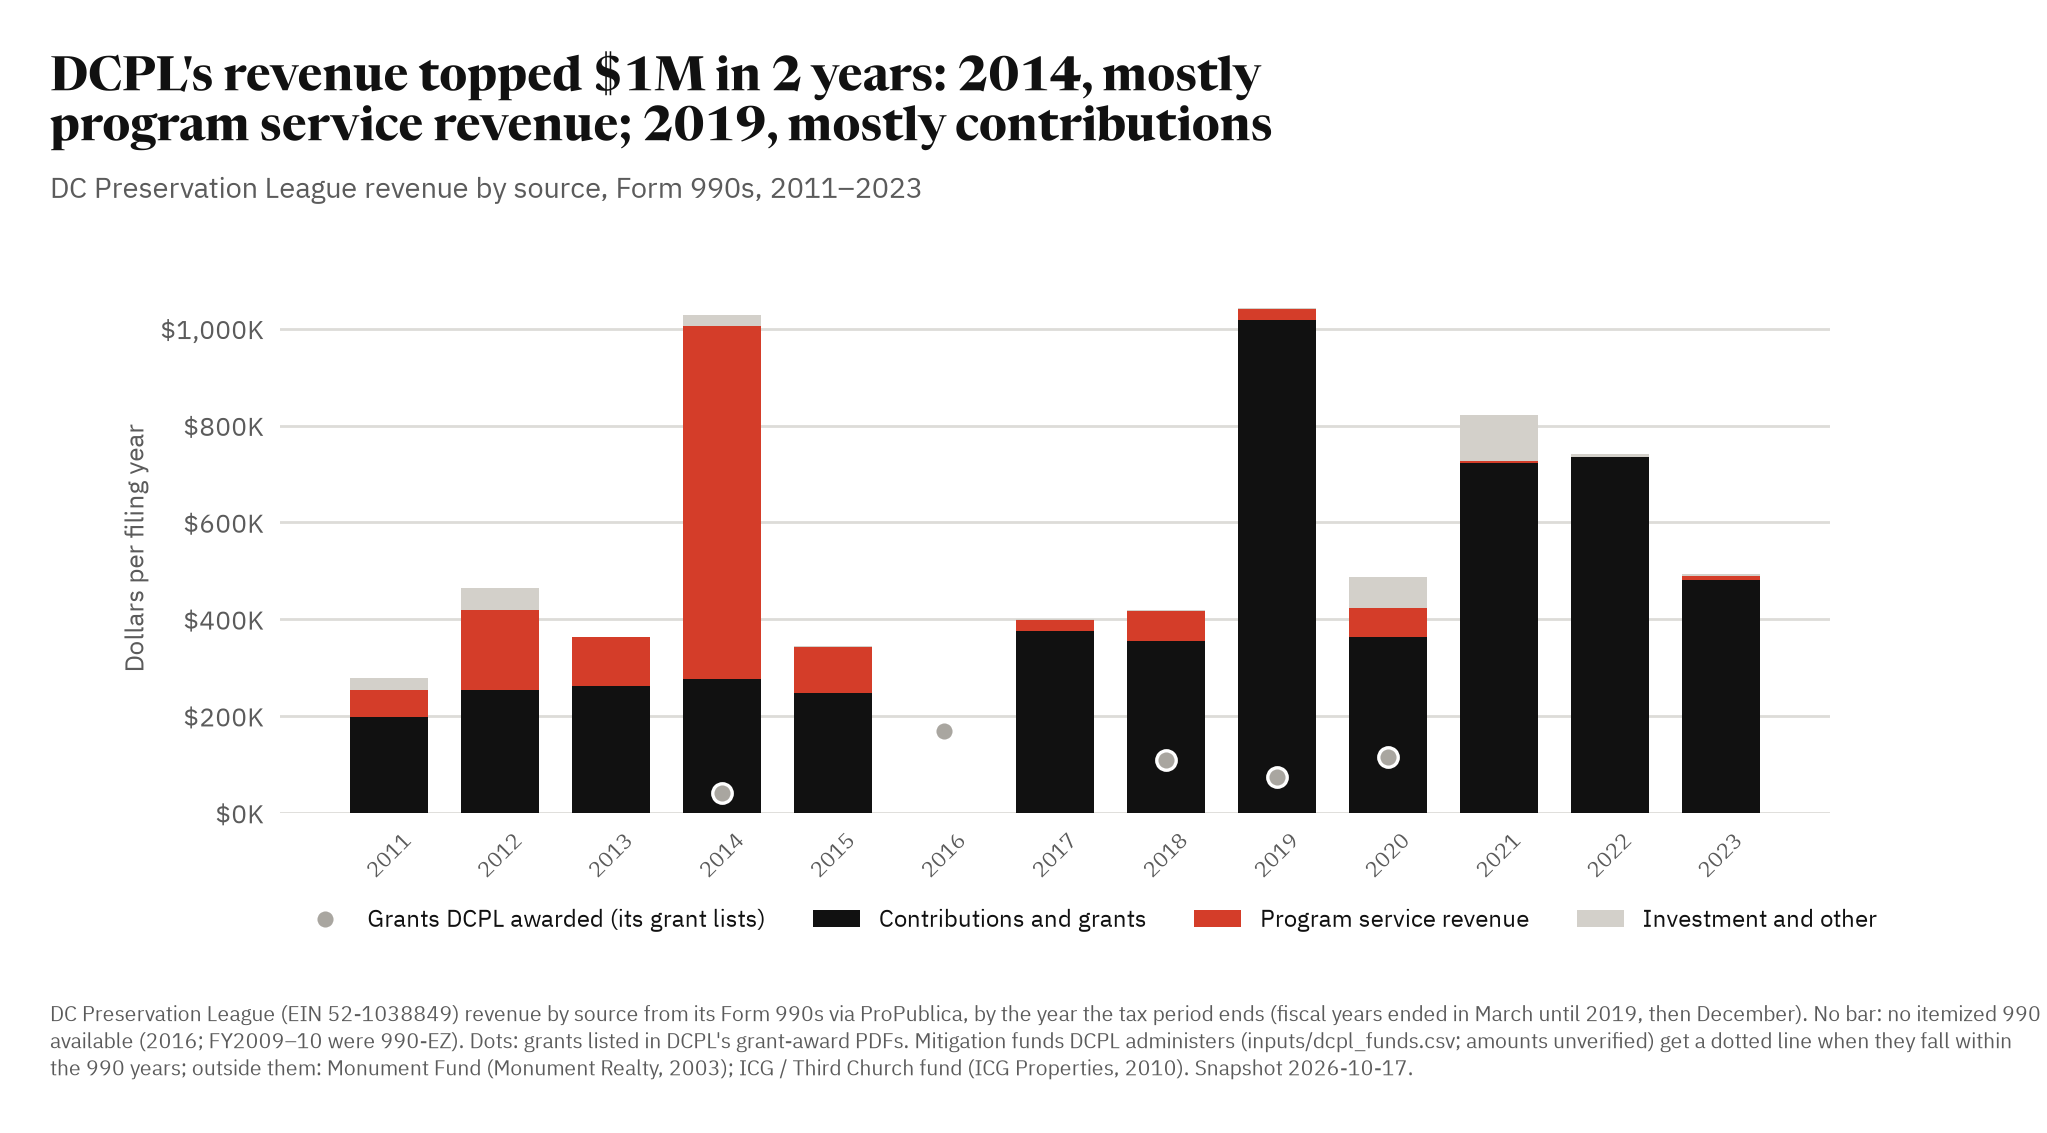 DCPL's revenue topped $1M in 2 years: 2014, mostly
program service revenue; 2019, mostly contributions
DC Preservation League revenue by source, Form 990s, 2011–2023
Dollars per filing year
$1,000K
$800K
$600K
$400K
$200K
$0K
2011
2012
2013
2014
2015
2016
2017
2018
2019
2020
2021
2022
2023
Grants DCPL awarded (its grant lists)
Contributions and grants
Program service revenue
Investment and other
DC Preservation League (EIN 52-1038849) revenue by source from its Form 990s via ProPublica, by the year the tax period ends (fiscal years ended in March until 2019, then December). No bar: no itemized 990
available (2016; FY2009–10 were 990-EZ). Dots: grants listed in DCPL's grant-award PDFs. Mitigation funds DCPL administers (inputs/dcpl_funds.csv; amounts unverified) get a dotted line when they fall within
the 990 years; outside them: Monument Fund (Monument Realty, 2003); ICG / Third Church fund (ICG Properties, 2010). Snapshot 2026-10-17.